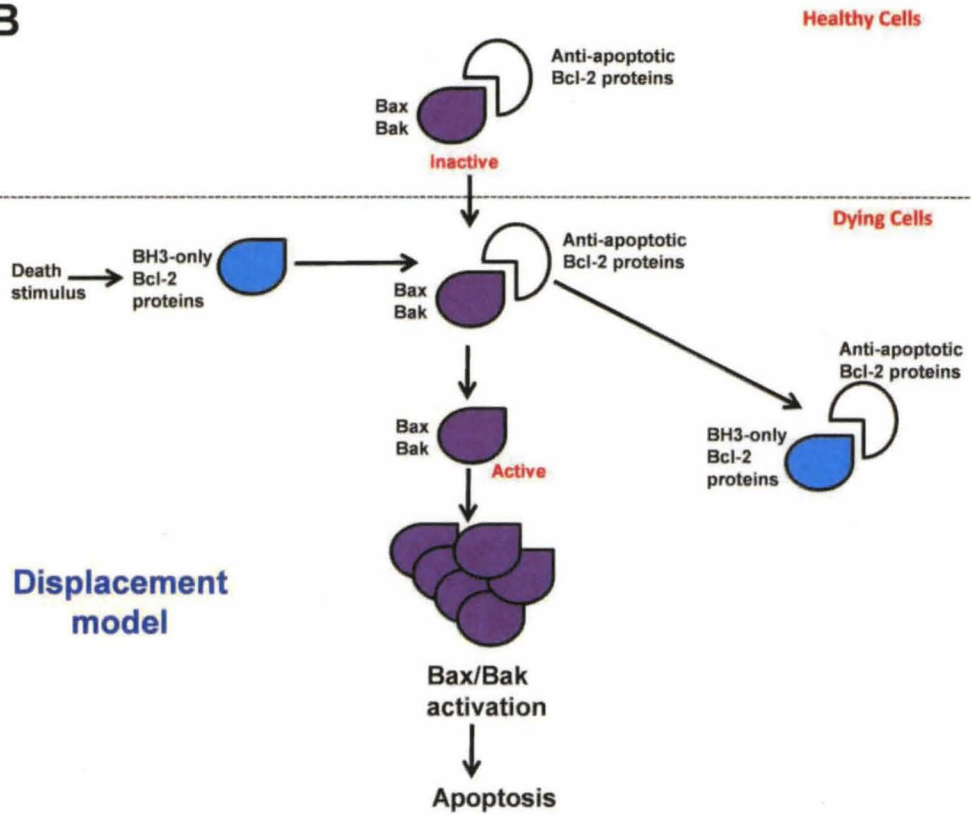 B
Healthy Cells
Anti-apoptotic
Bcl-2 proteins
Bax
Bak
Inactive
Dying Cells
Death
stimulus
BH3-only
Bcl-2
proteins
Anti-apoptotic
Bcl-2 proteins
Bax
Bak
Anti-apoptotic
Bcl-2 proteins
BH3-only
Bcl-2
proteins
Bax
Bak
Active
Displacement
model
Bax/Bak
activation
Apoptosis